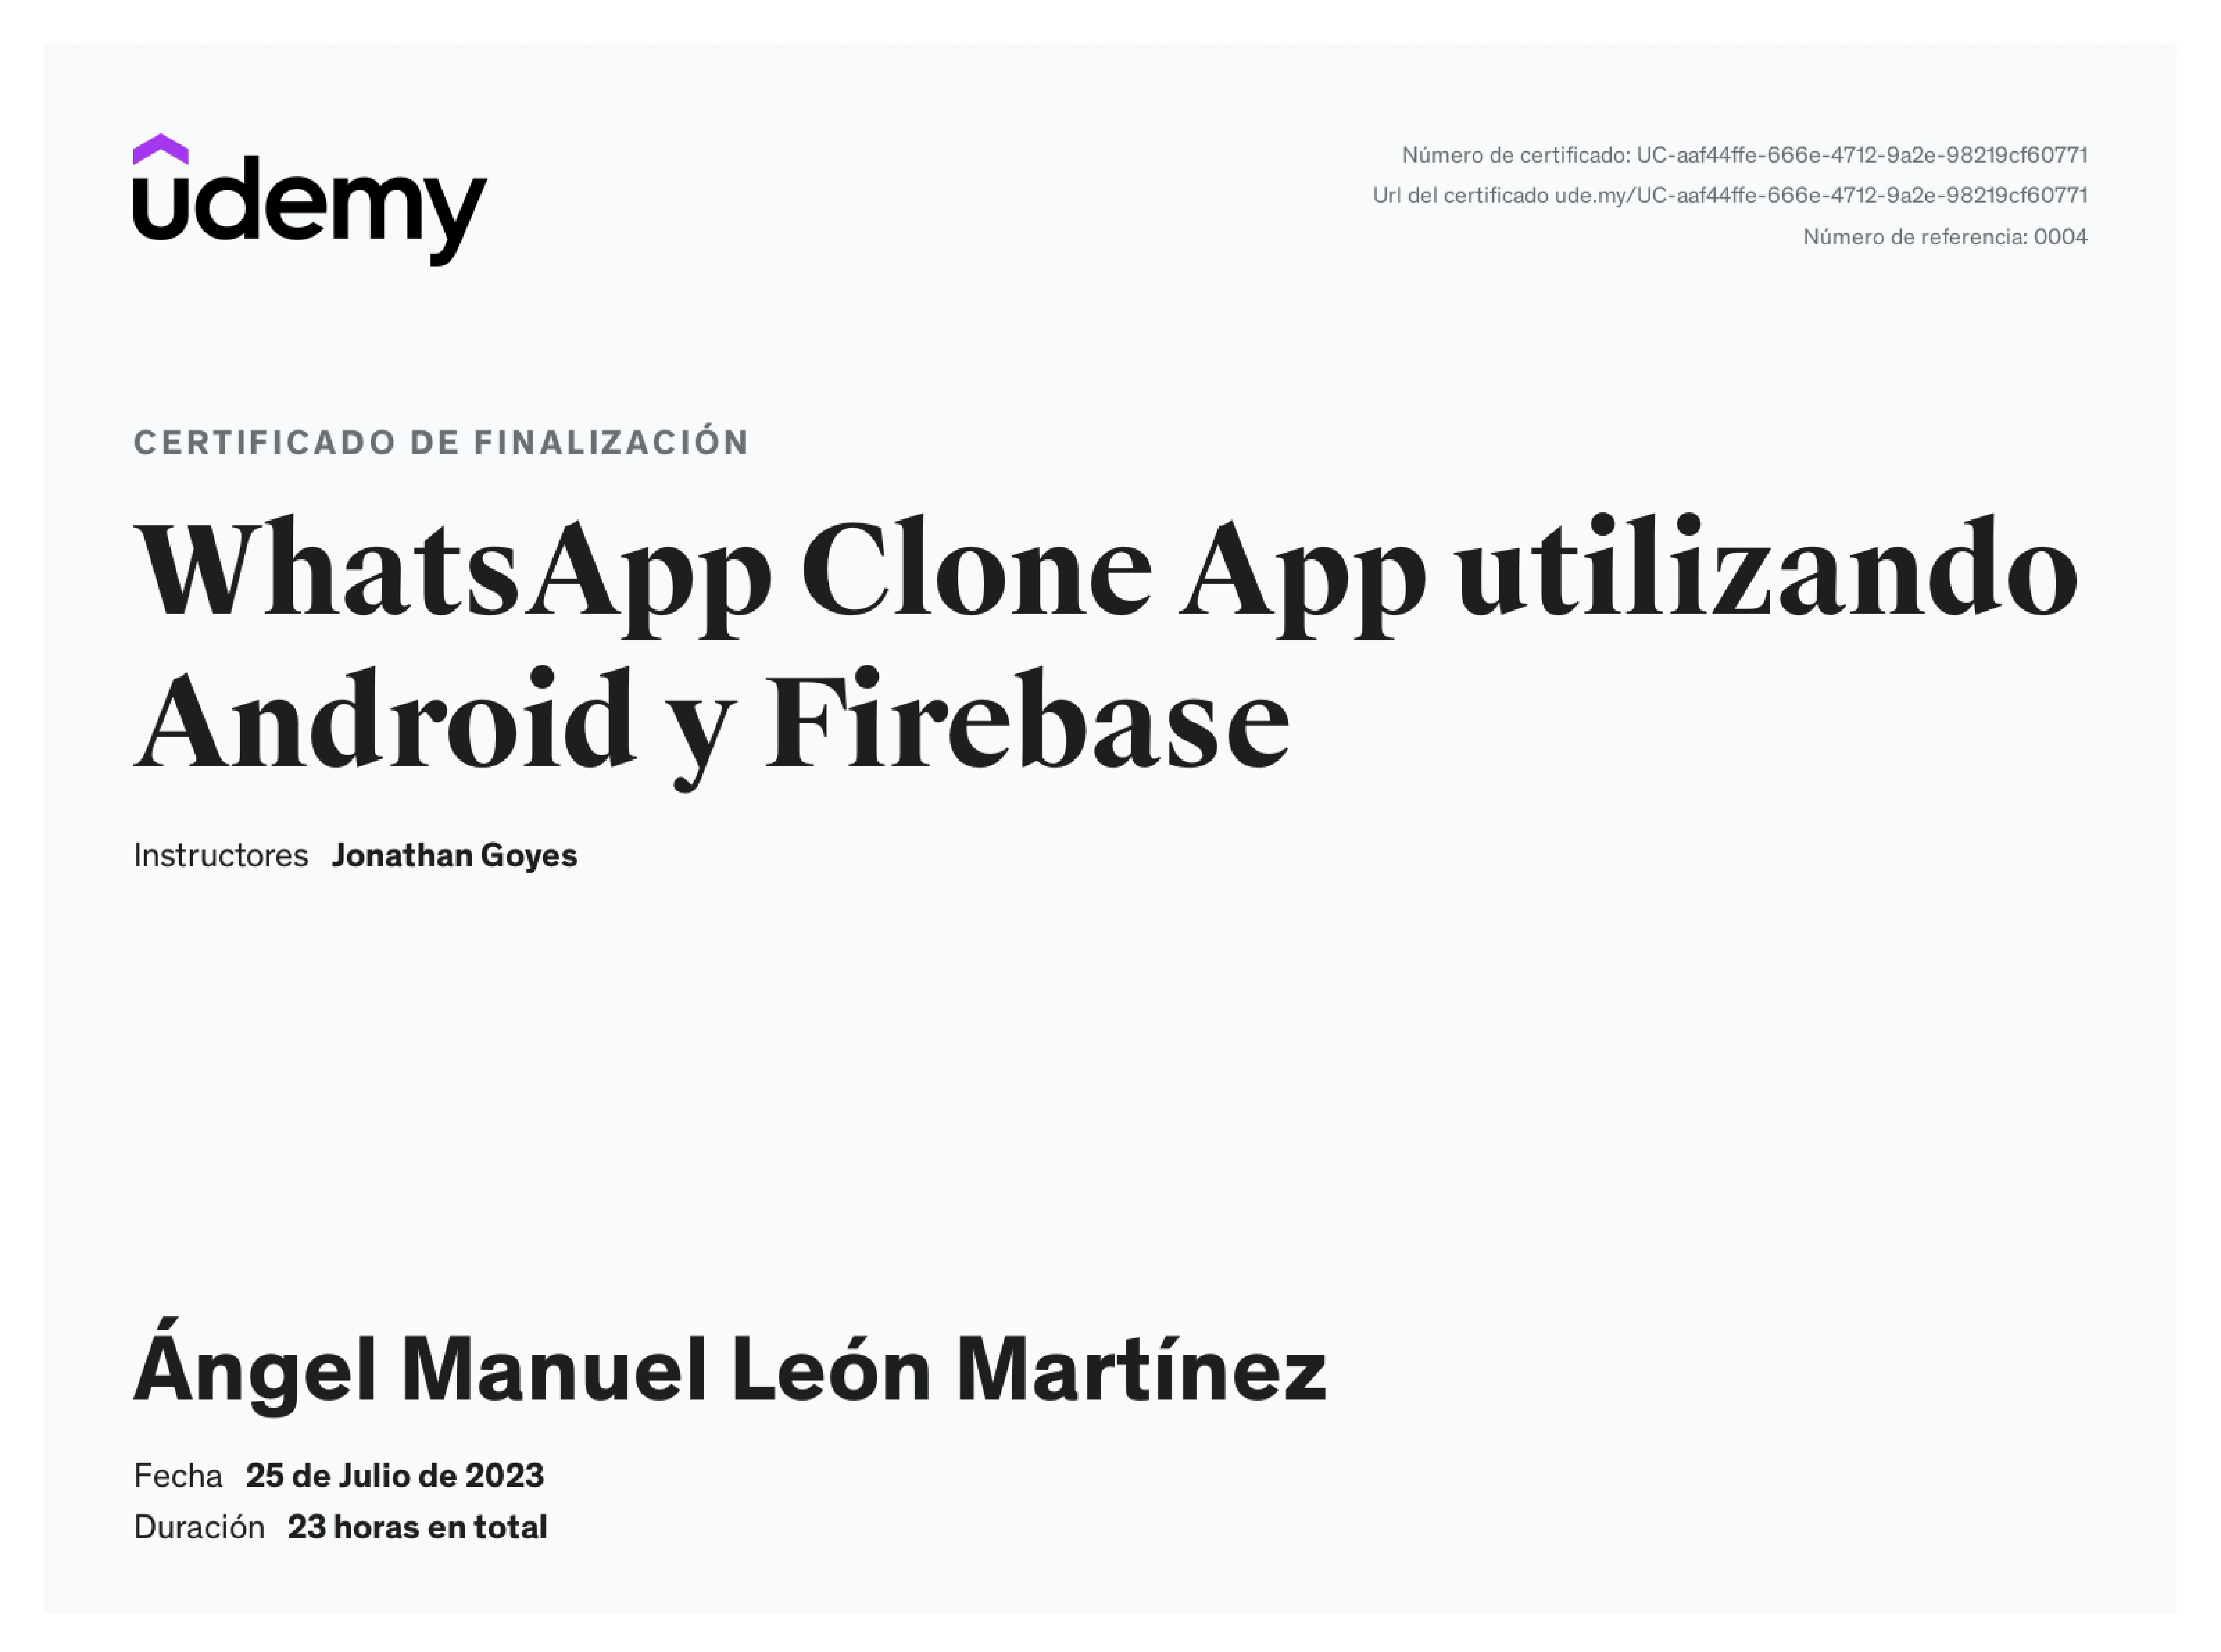 udemy
Número de certificado: UC-aaf44ffe-666e-4712-9a2e-98219cf60771
Url del certificado ude.my/UC-aaf44ffe-666e-4712-9a2e-98219cf60771
Número de referencia: 0004
CERTIFICADO DE FINALIZACIÓN
WhatsApp Clone App utilizando
Android y Firebase
Instructores Jonathan Goyes
Ángel Manuel León Martínez
Fecha 25 de Julio de 2023
Duración 23 horas en total